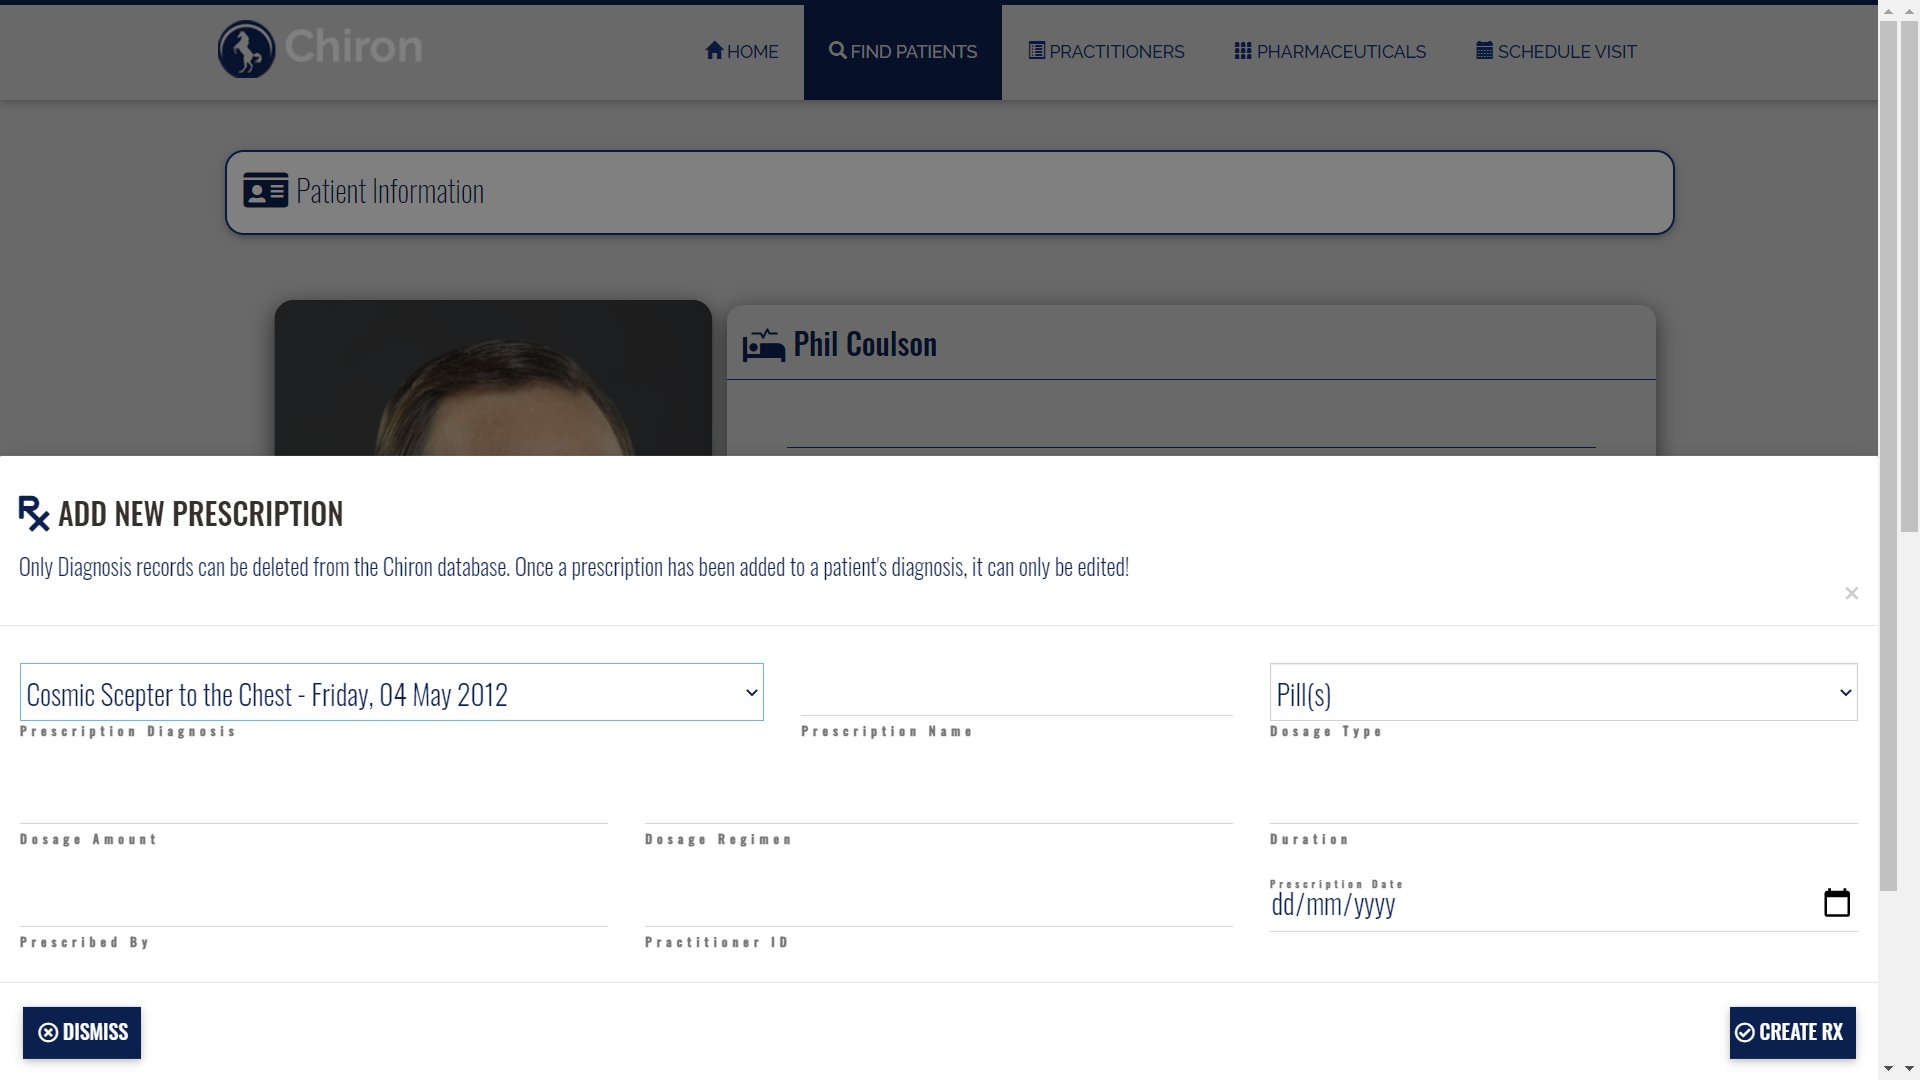 Chiron
HOME
FIND PATIENTS
PRACTITIONERS
PHARMACEUTICALS
SCHEDULE VISIT
Patient Information
Phil Coulson
Rx ADD NEW PRESCRIPTION
Only Diagnosis records can be deleted from the Chiron database. Once a prescription has been added to a patient's diagnosis, it can only be edited!
×
Cosmic Scepter to the Chest - Friday, 04 May 2012
Pill(s)
Prescription Diagnosis
Prescription Name
Dosage Type
Dosage Amount
Dosage Regimen
Duration
Prescription Date
dd/mm/yyyy
Prescribed By
Practitioner ID
DISMISS
CREATE RX